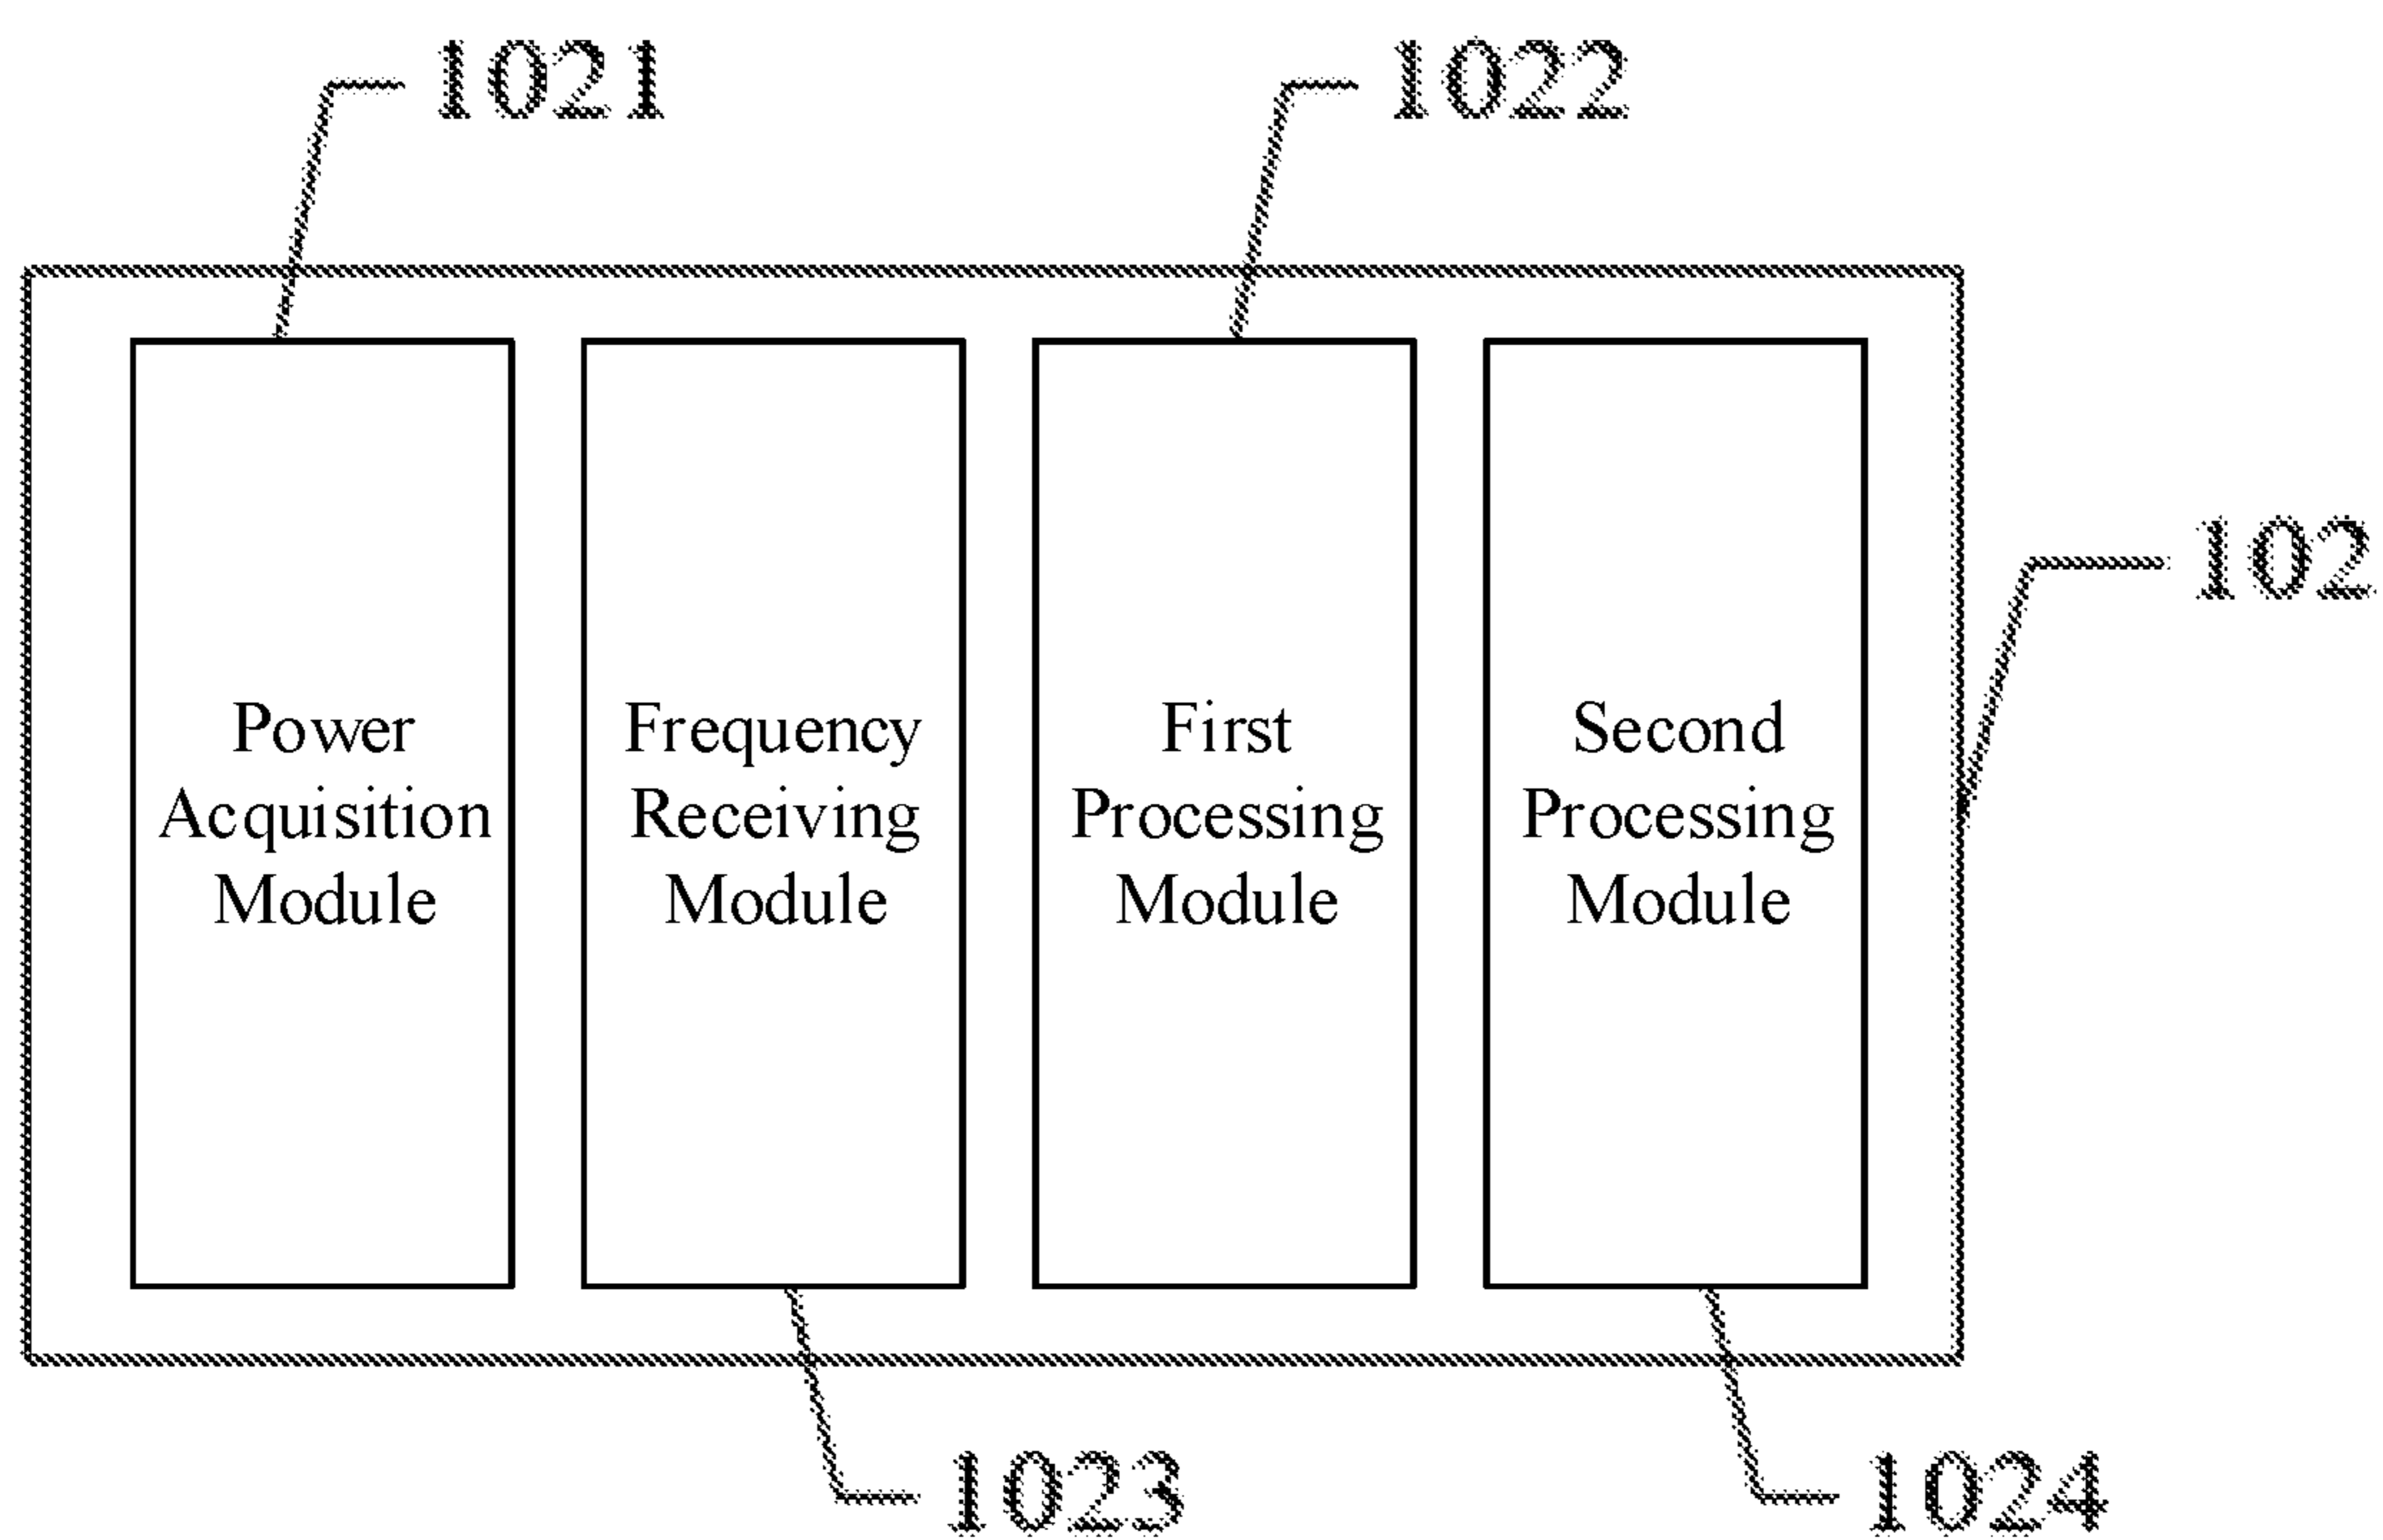 1021
1022
Power
Acquisition
Module
Frequency
Receiving
Module
First
Processing
Module
Second
Processing
Module
102
1023
1024